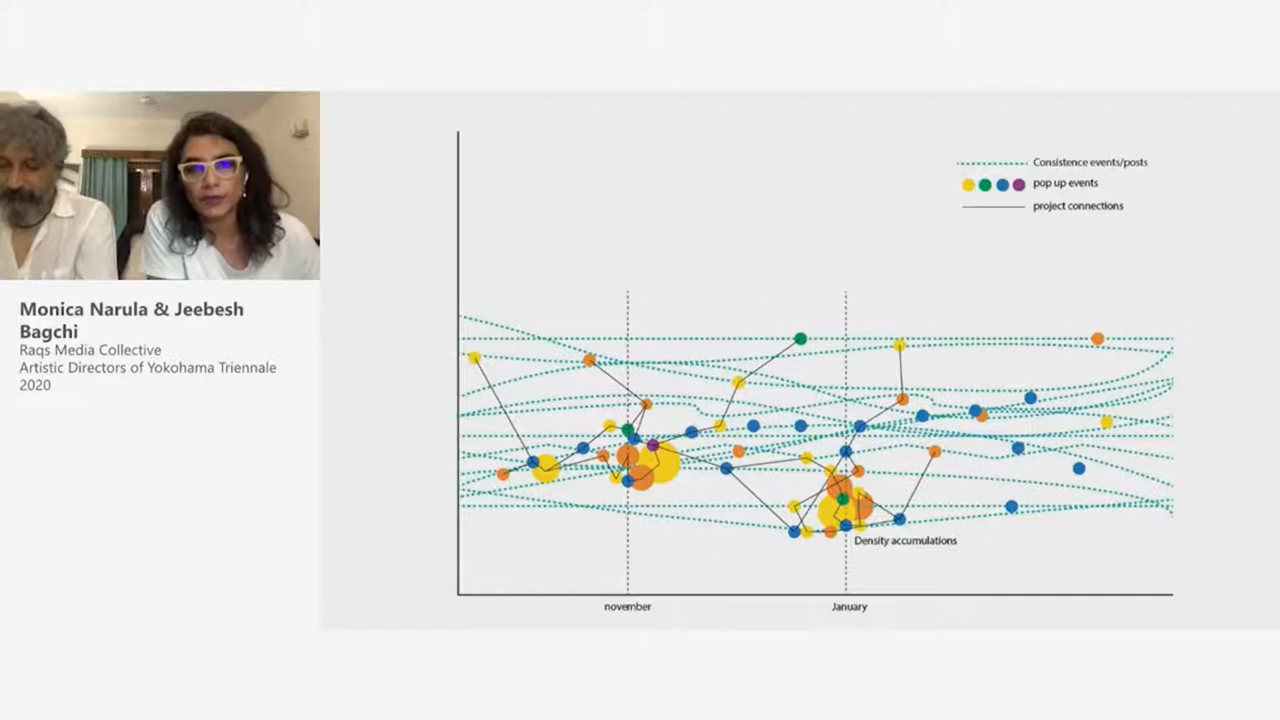 Monica Narula & Jeebesh
Bagchi
Raqs Media Collective
Artistic Directors of Yokohama Triennale
2020
Consistence events/posts
pop up events
project connections
Density accumulations
november
January